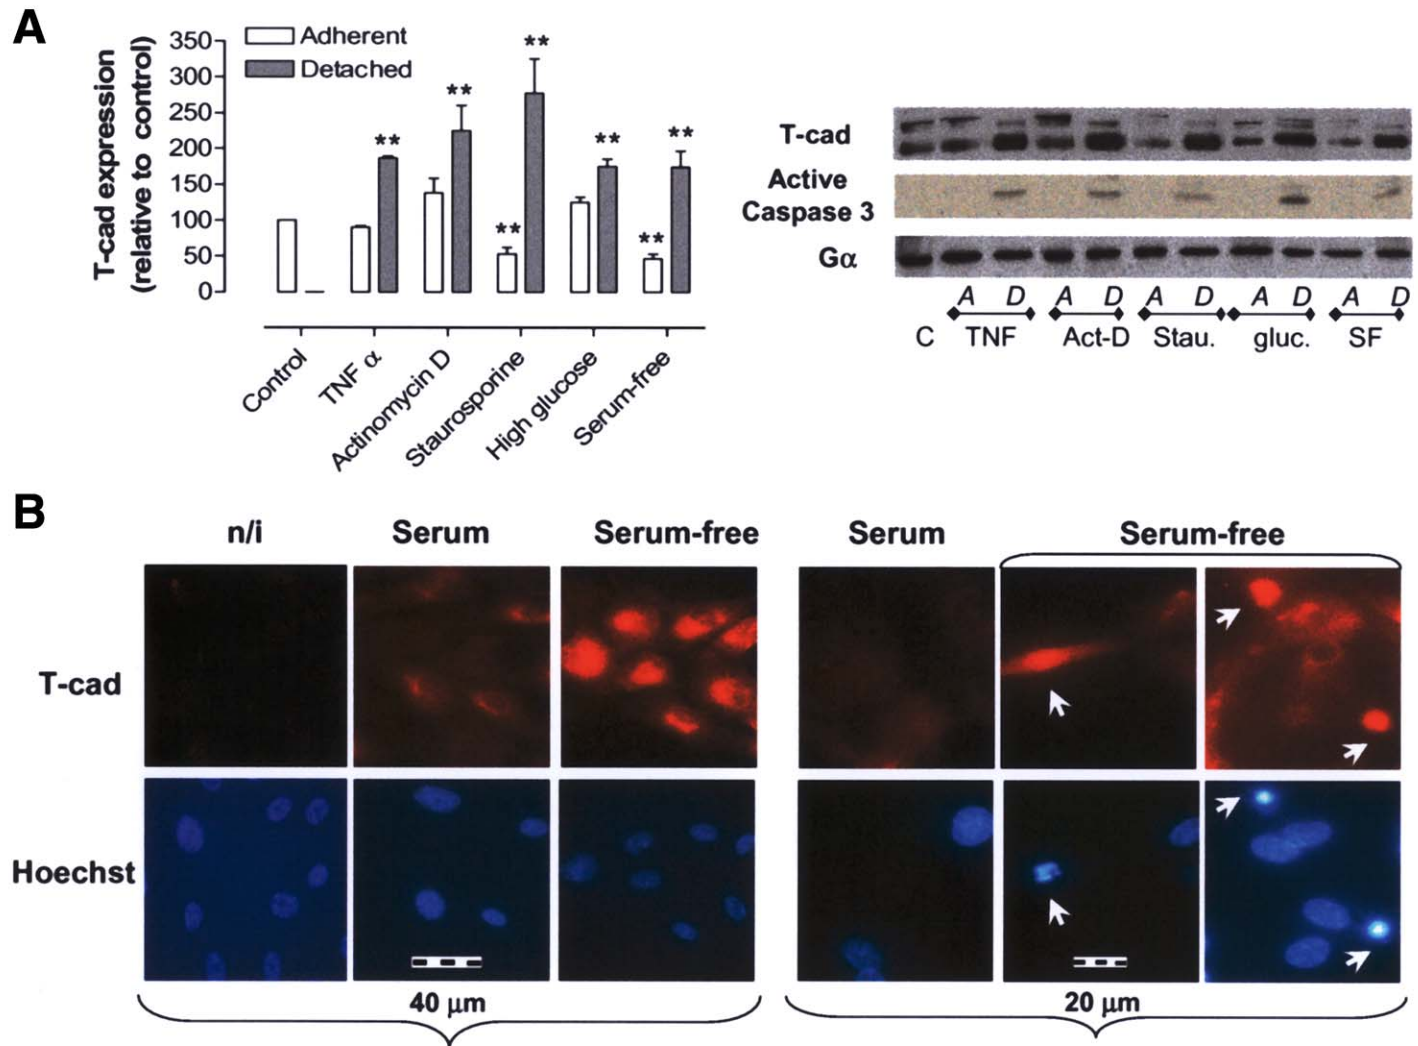 A
T-cad expression
(relative to control)
350
300
250
200
150
100
50
0
Adherent
Detached
**
**
**
**
**
**
**
Control
TNF α
Actinomycin D
Staurosporine
High glucose
Serum-free
T-cad
Active
Caspase 3
Gα
A D A D A D A D A D
C TNF Act-D Stau. gluc. SF
B
n/i Serum Serum-free Serum Serum-free
T-cad
Hoechst
40 μm 20 μm